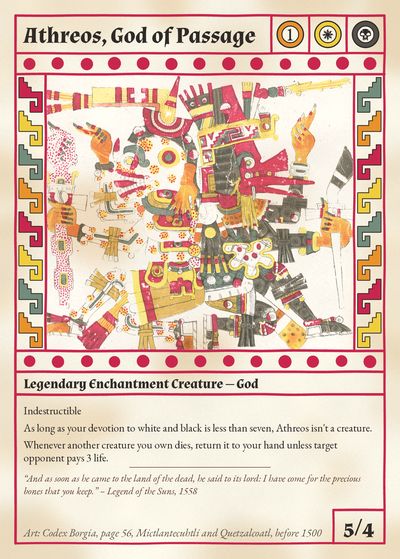 Athreos, God of Passage
1
Legendary Enchantment Creature – God
Indestructible
As long as your devotion to white and black is less than seven, Athreos isn't a creature.
Whenever another creature you own dies, return it to your hand unless target
opponent pays 3 life.
“And as soon as he came to the land of the dead, he said to its lord: I have come for the precious
bones that you keep.” – Legend of the Suns, 1558
Art: Codex Borgia, page 56, Mictlantecuhtli and Quetzalcoatl, before 1500
5/4